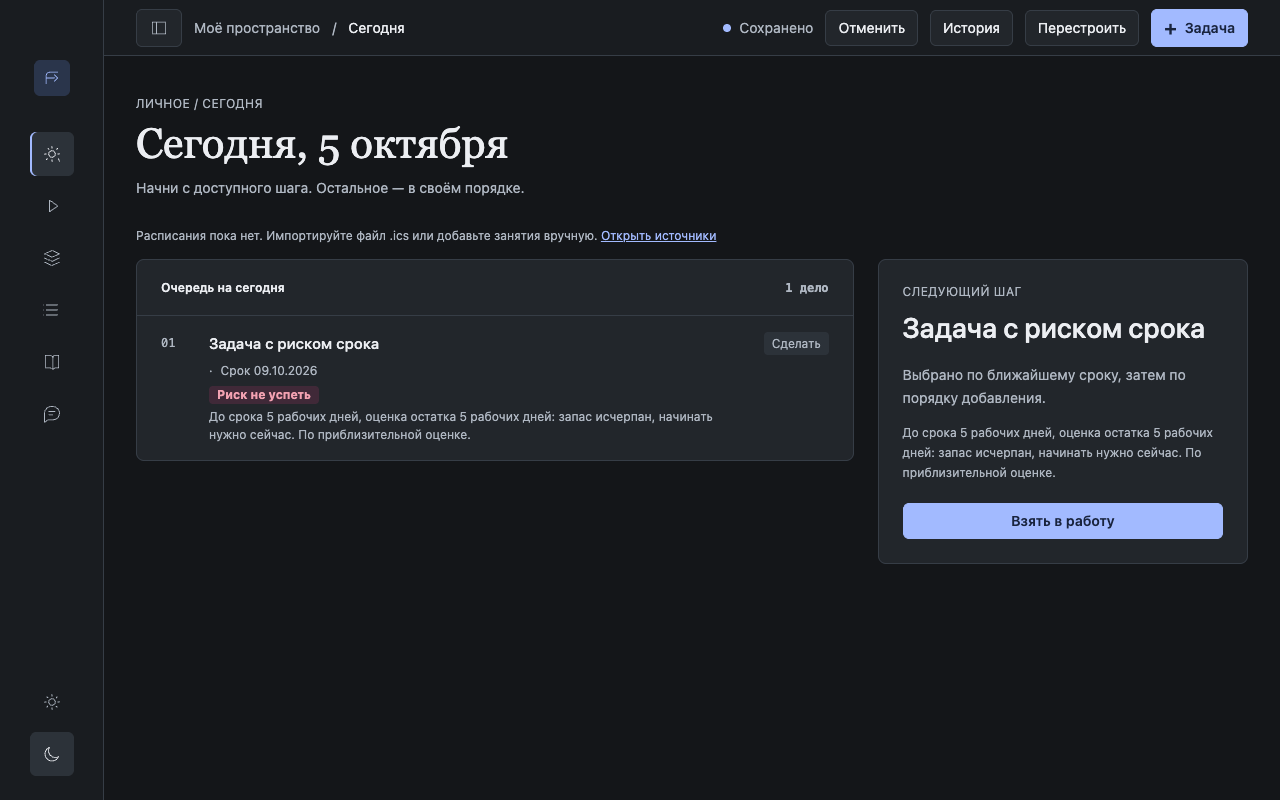 Моё пространство / Сегодня
Сохранено
Отменить
История
Перестроить
+ Задача
ЛИЧНОЕ / СЕГОДНЯ
Сегодня, 5 октября
Начни с доступного шага. Остальное — в своём порядке.
Расписания пока нет. Импортируйте файл .ics или добавьте занятия вручную. Открыть источники
Очередь на сегодня
1 дело
01
Задача с риском срока
Сделать
· Срок 09.10.2026
Риск не успеть
До срока 5 рабочих дней, оценка остатка 5 рабочих дней: запас исчерпан, начинать
нужно сейчас. По приблизительной оценке.
СЛЕДУЮЩИЙ ШАГ
Задача с риском срока
Выбрано по ближайшему сроку, затем по
порядку добавления.
До срока 5 рабочих дней, оценка остатка 5 рабочих
дней: запас исчерпан, начинать нужно сейчас. По
приблизительной оценке.
Взять в работу